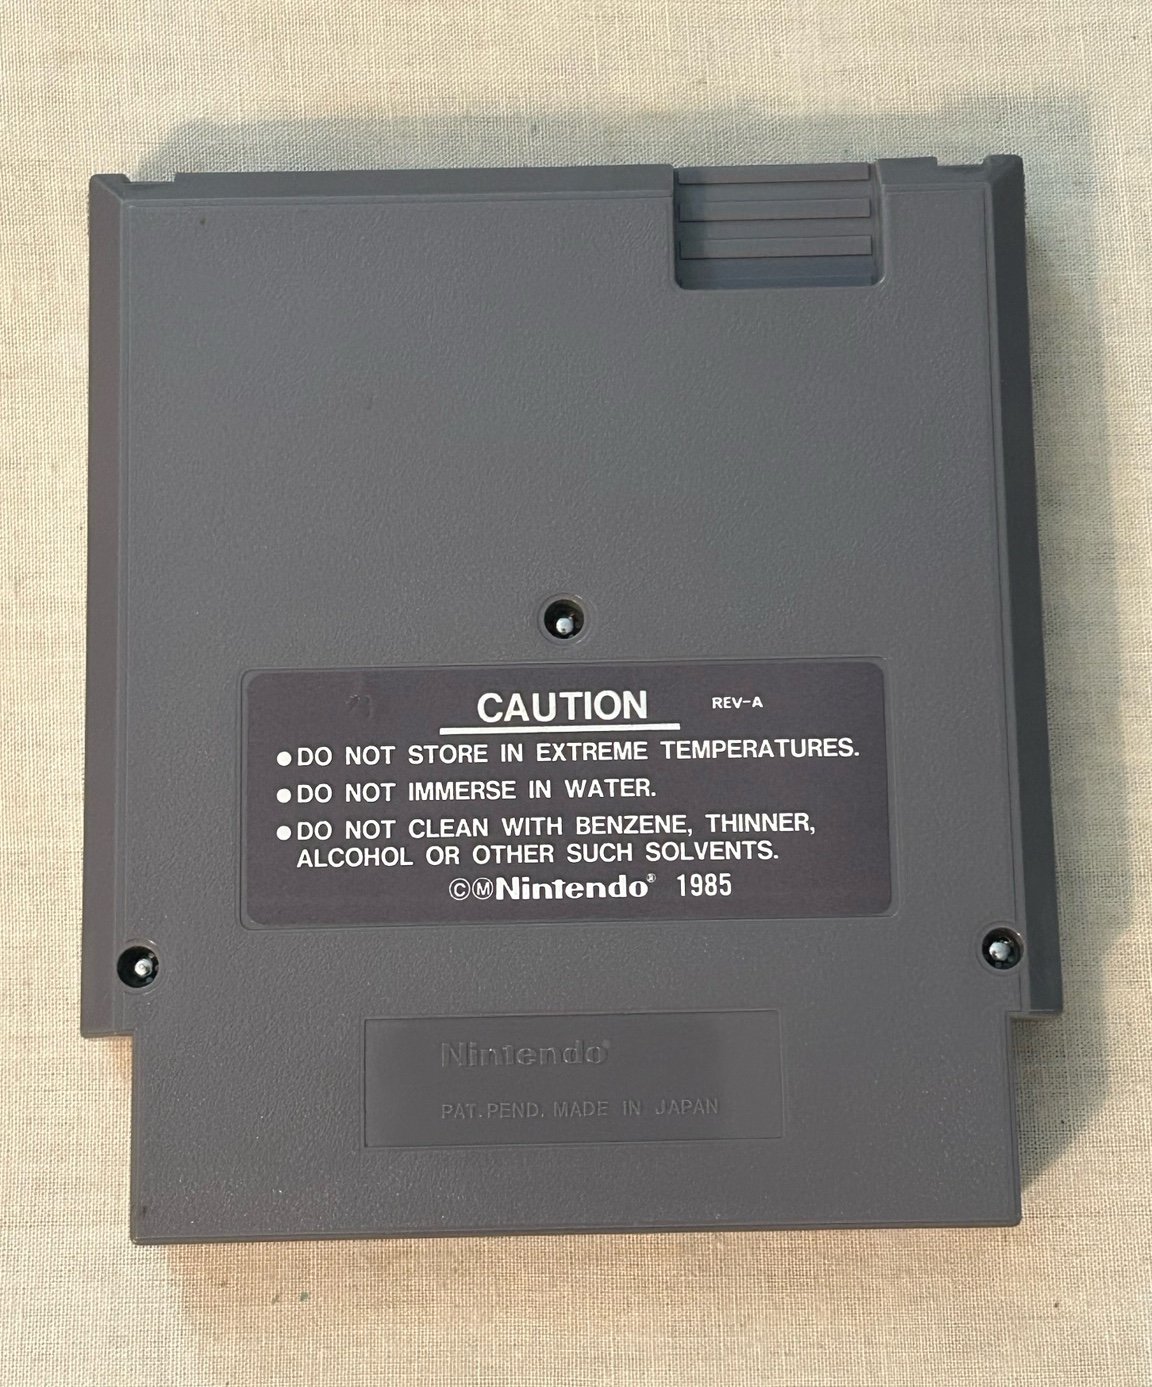 CAUTION REV-A
●DO NOT STORE IN EXTREME TEMPERATURES.
●DO NOT IMMERSE IN WATER.
●DO NOT CLEAN WITH BENZENE, THINNER,
ALCOHOL OR OTHER SUCH SOLVENTS.
©ⓂNintendo® 1985
Nintendo®
PAT. PEND. MADE IN JAPAN